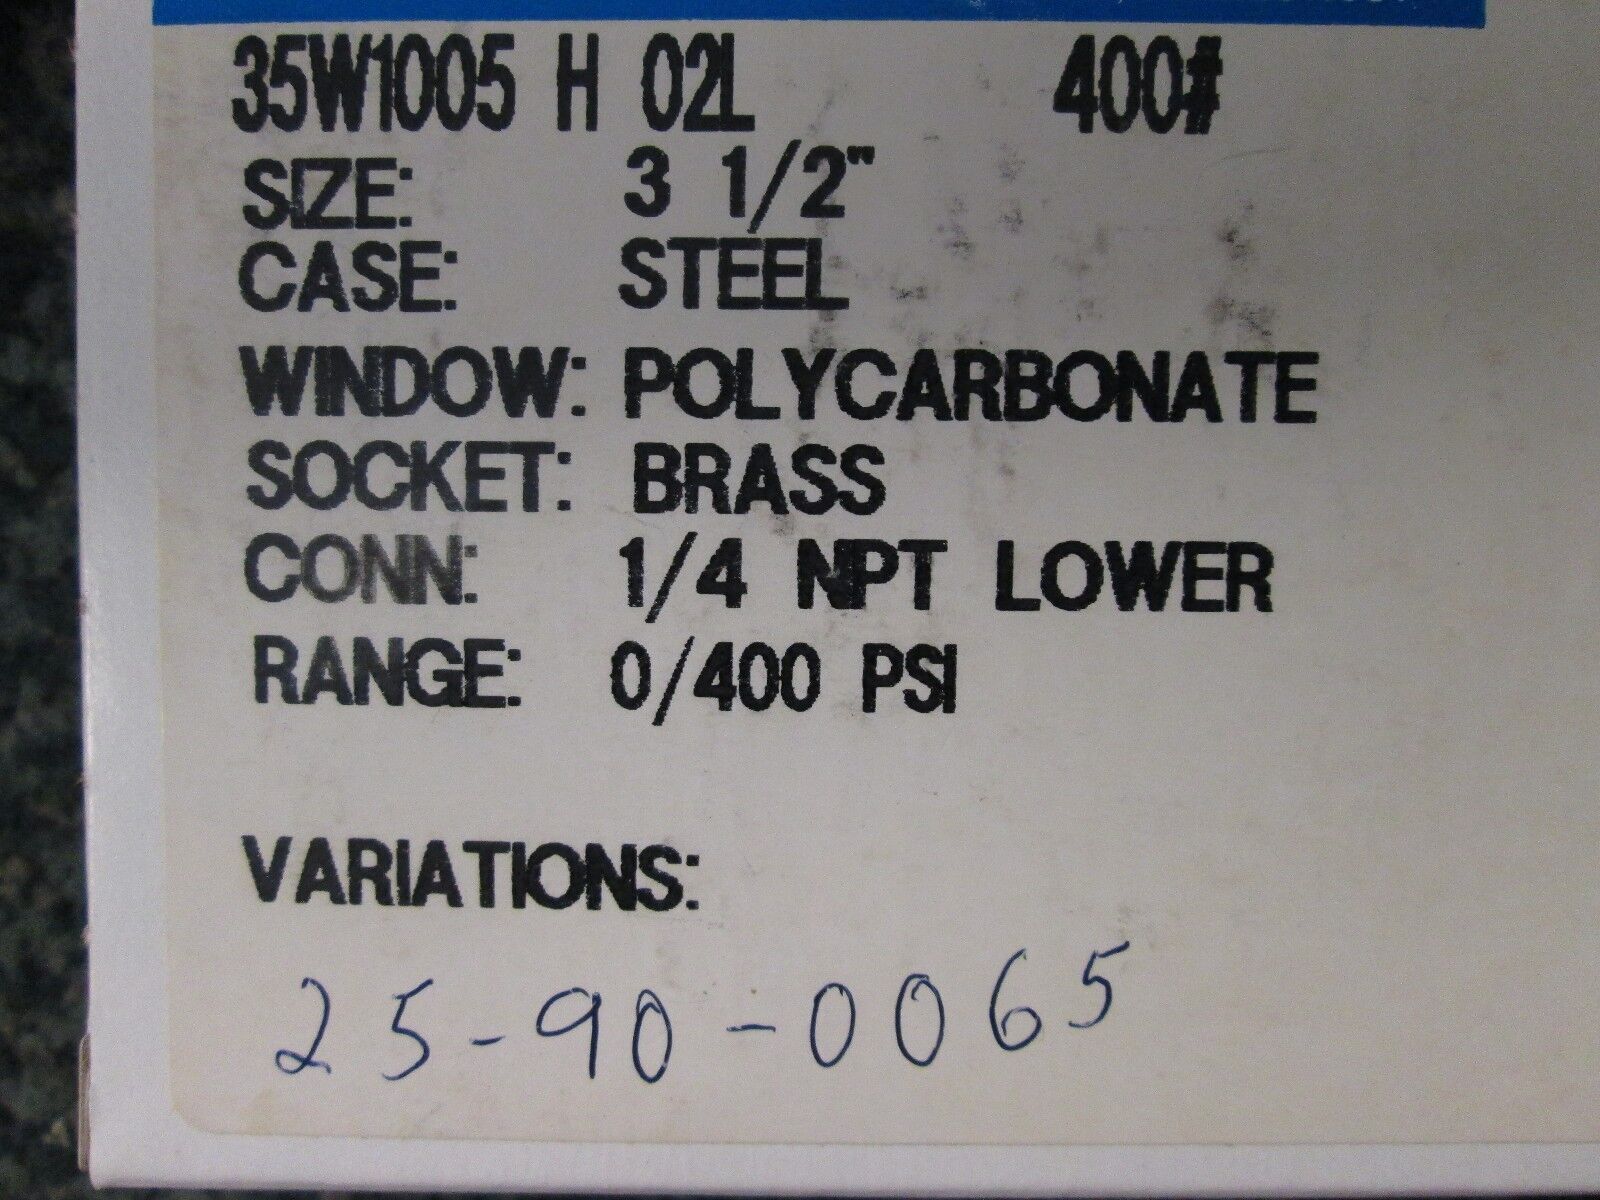 35W1005 H 02L 400#
SIZE: 3 1/2"
CASE: STEEL
WINDOW: POLYCARBONATE
SOCKET: BRASS
CONN: 1/4 NPT LOWER
RANGE: 0/400 PSI
VARIATIONS:
25-90-0065